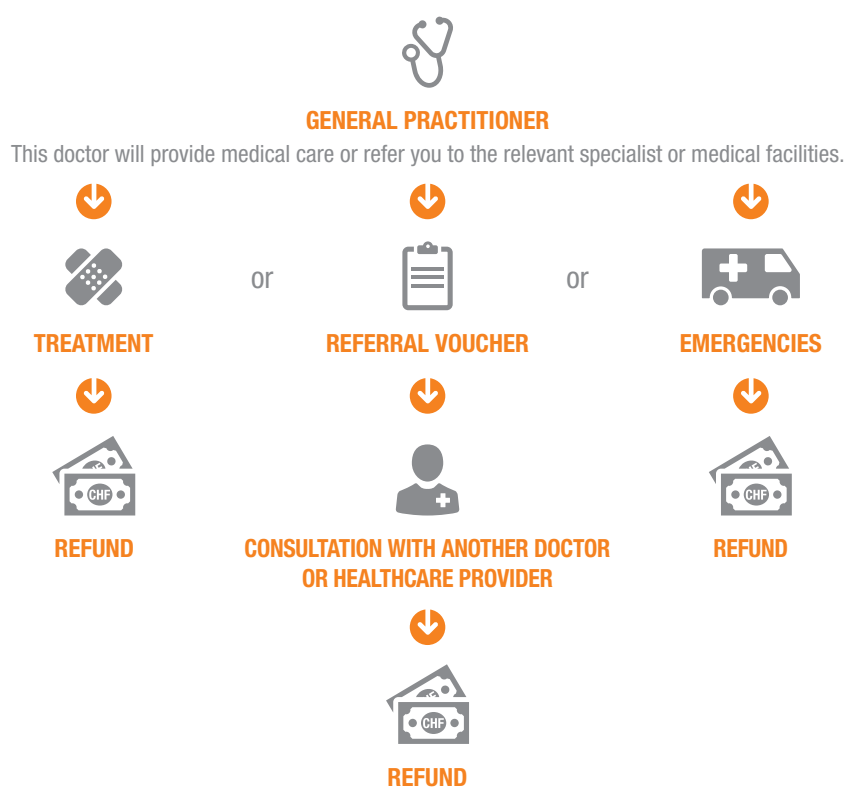 GENERAL PRACTITIONER
This doctor will provide medical care or refer you to the relevant specialist or medical facilities.
or
or
TREATMENT
REFERRAL VOUCHER
EMERGENCIES
CHF
CHF
REFUND
CONSULTATION WITH ANOTHER DOCTOR
OR HEALTHCARE PROVIDER
REFUND
CHF
REFUND